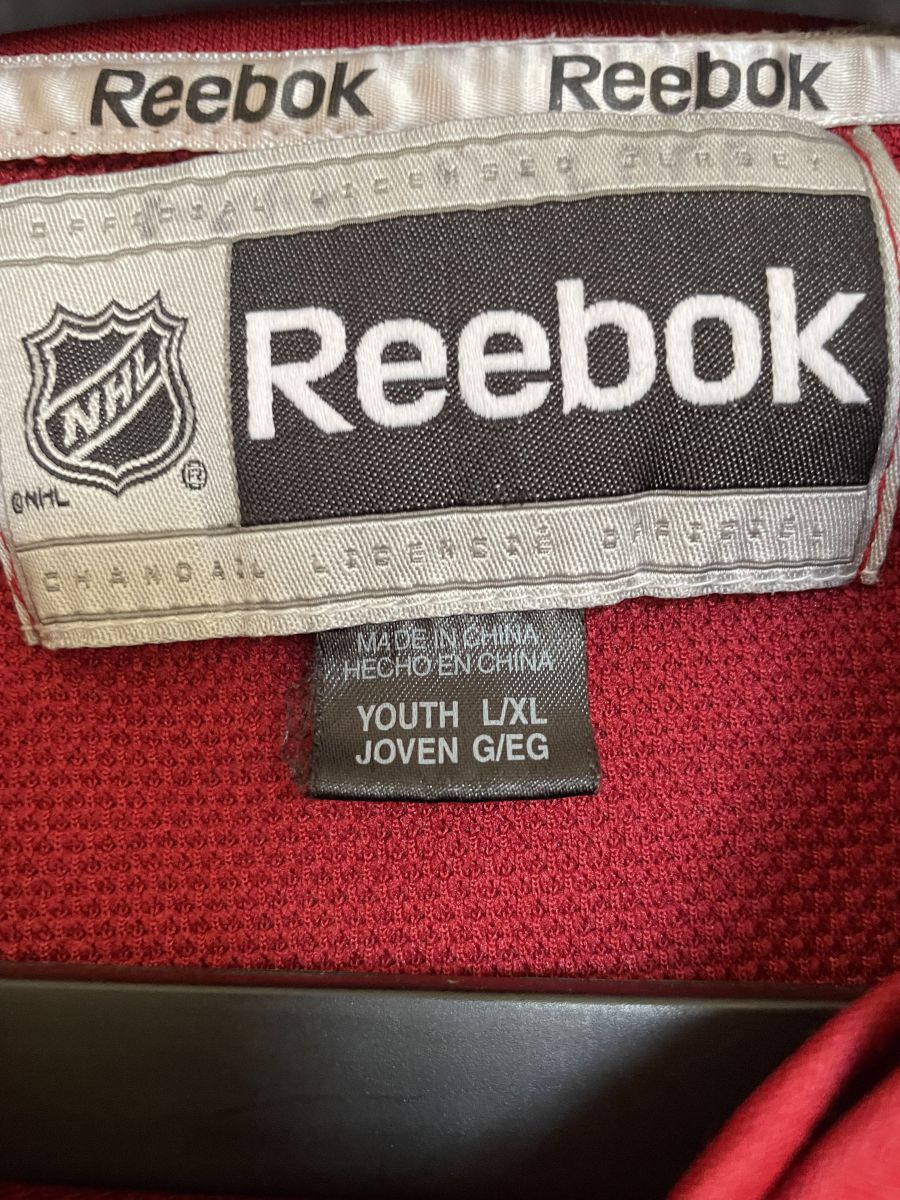 Reebok Reebok
OFFICIAL LICENSED JERSEY
NHL
Reebok
®
©NHL
CHANDAIL LICENCIÉ OFFICIEL
MADE IN CHINA
HECHO EN CHINA
YOUTH L/XL
JOVEN G/EG